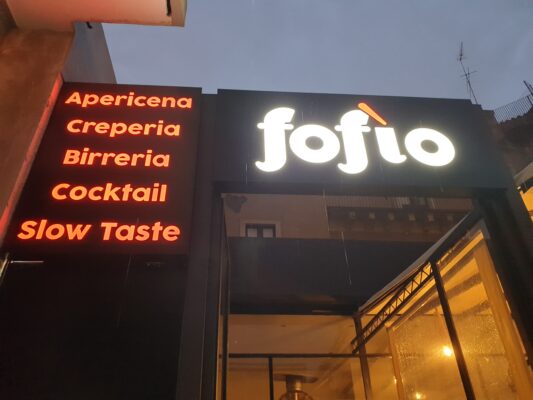 Apericena
Creperia
Birreria
Cocktail
Slow Taste
fofìo